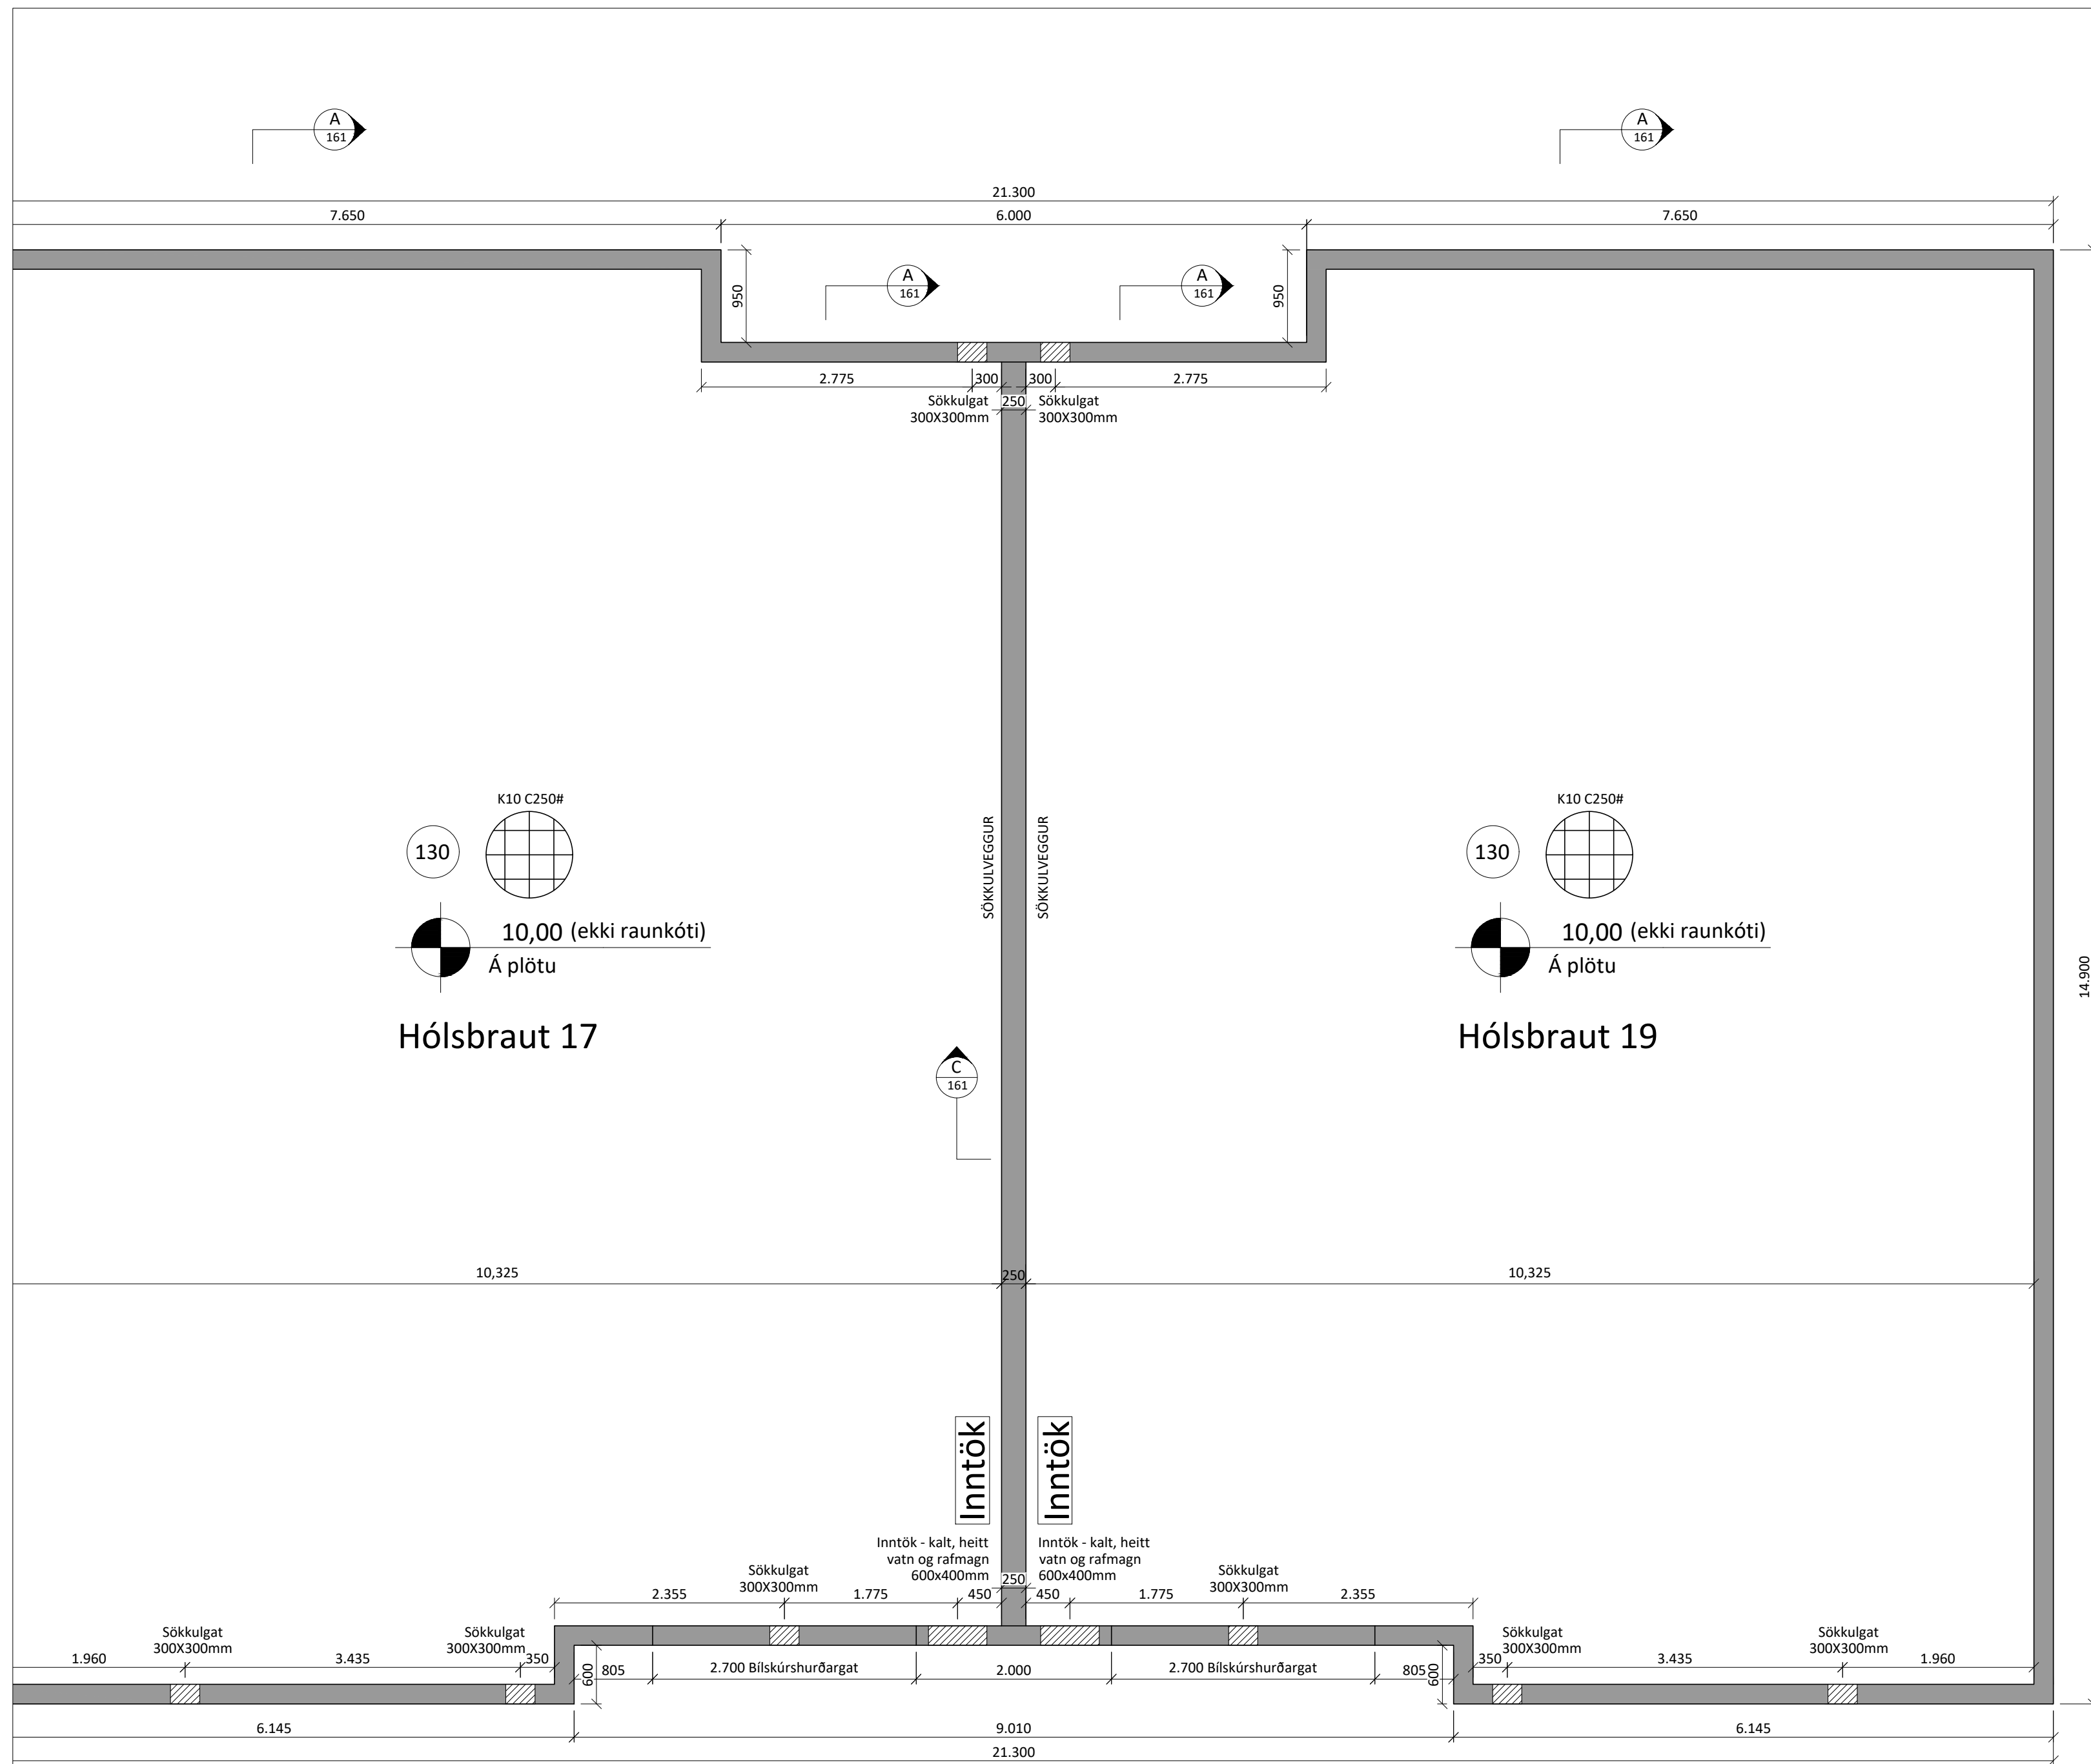 A
161
A
161
21.300
7.650
6.000
7.650
950
A
161
A
161
950
2.775
300
300
2.775
Sökkulgat
300X300mm
250
Sökkulgat
300X300mm
K10 C250#
130
10,00 (ekki raunkóti)
Á plötu
Hólsbraut 17
SÖKKULVEGGUR
SÖKKULVEGGUR
K10 C250#
130
10,00 (ekki raunkóti)
Á plötu
Hólsbraut 19
14.900
C
161
10,325
250
10,325
Inntök
Inntök
Inntök - kalt, heitt
vatn og rafmagn
600x400mm
Inntök - kalt, heitt
vatn og rafmagn
600x400mm
250
Sökkulgat
300X300mm
Sökkulgat
300X300mm
2.355
1.775
450
450
1.775
2.355
Sökkulgat
300X300mm
Sökkulgat
300X300mm
Sökkulgat
300X300mm
Sökkulgat
300X300mm
1.960
3.435
350
600
805
2.700 Bílskúrshurðargat
2.000
2.700 Bílskúrshurðargat
805
600
350
3.435
1.960
6.145
9.010
6.145
21.300